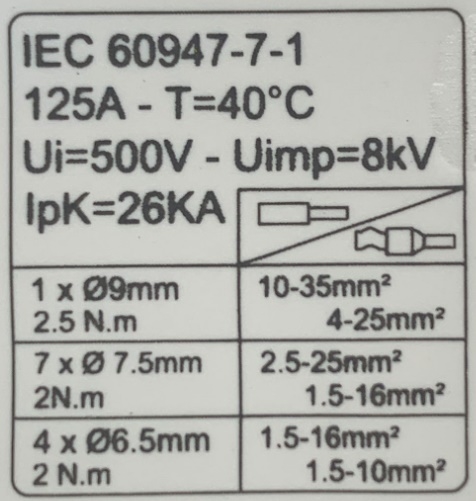 IEC 60947-7-1
125A - T=40°C
Ui=500V - Uimp=8kV
IpK=26KA
1 x Ø9mm
2.5 N.m
10-35mm²
4-25mm²
7 x Ø 7.5mm
2N.m
2.5-25mm²
1.5-16mm²
4 x Ø6.5mm
2 N.m
1.5-16mm²
1.5-10mm²